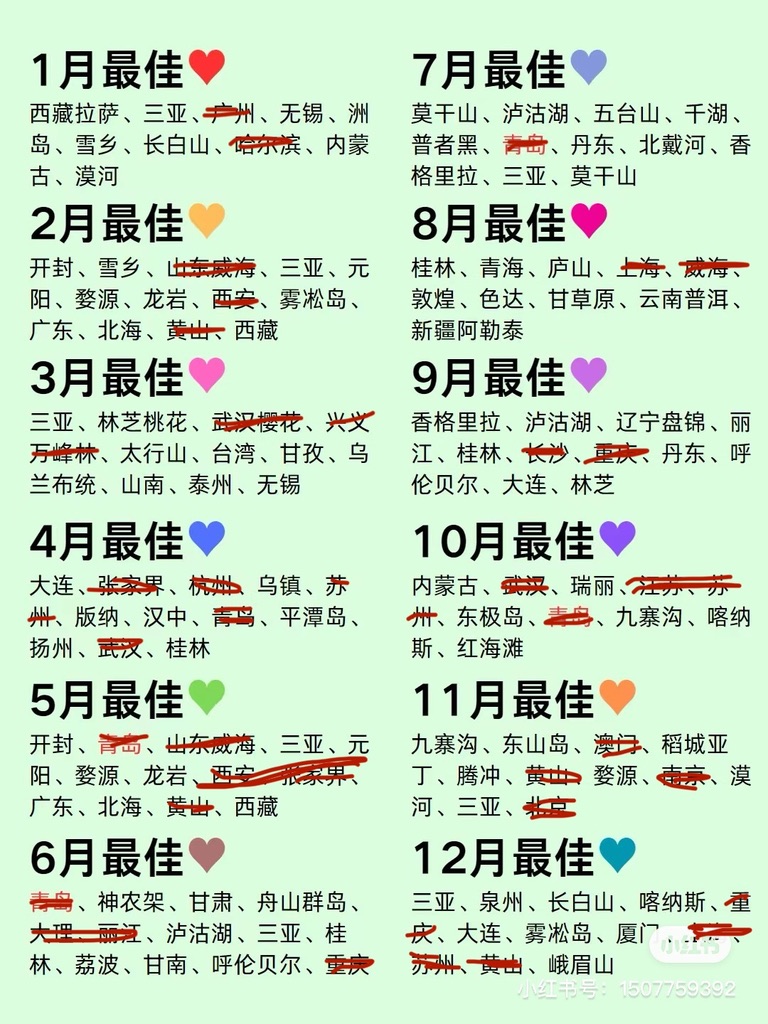 1月最佳
西藏拉萨、三亚、广州、无锡、洲
岛、雪乡、长白山、哈尔滨、内蒙
古、漠河
2月最佳
开封、雪乡、山东威海、三亚、元
阳、婺源、龙岩、西安、雾凇岛、
广东、北海、黄山、西藏
3月最佳
三亚、林芝桃花、武汉樱花、兴义
万峰林、太行山、台湾、甘孜、乌
兰布统、山南、泰州、无锡
4月最佳
大连、张家界、杭州、乌镇、苏
州、版纳、汉中、青岛、平潭岛、
扬州、武汉、桂林
5月最佳
开封、青岛、山东威海、三亚、元
阳、婺源、龙岩、西安、张家界、
广东、北海、黄山、西藏
6月最佳
青岛、神农架、甘肃、舟山群岛、
大理、丽江、泸沽湖、三亚、桂
林、荔波、甘南、呼伦贝尔、重庆
7月最佳
莫干山、泸沽湖、五台山、千湖、
普者黑、青岛、丹东、北戴河、香
格里拉、三亚、莫干山
8月最佳
桂林、青海、庐山、上海、威海、
敦煌、色达、甘草原、云南普洱、
新疆阿勒泰
9月最佳
香格里拉、泸沽湖、辽宁盘锦、丽
江、桂林、长沙、重庆、丹东、呼
伦贝尔、大连、林芝
10月最佳
内蒙古、武汉、瑞丽、江苏、苏
州、东极岛、青岛、九寨沟、喀纳
斯、红海滩
11月最佳
九寨沟、东山岛、澳门、稻城亚
丁、腾冲、黄山、婺源、南京、漠
河、三亚、北京
12月最佳
三亚、泉州、长白山、喀纳斯、重
庆、大连、雾凇岛、厦门、
苏州、黄山、峨眉山
小红书
小红书号：1507759392